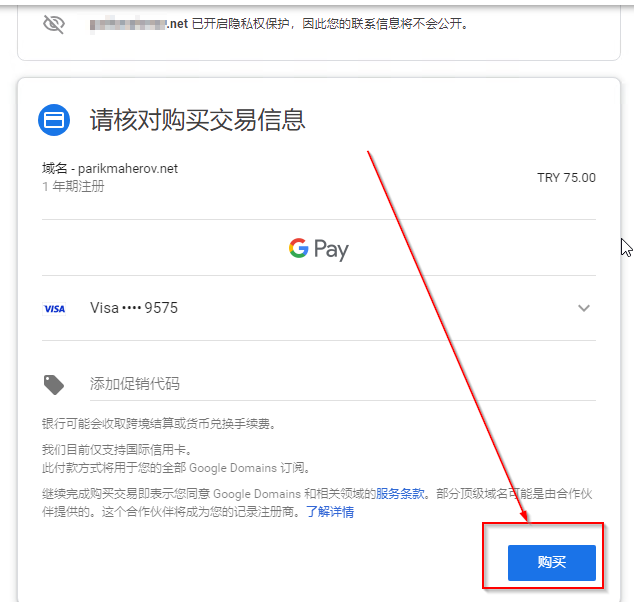 .net 已开启隐私权保护，因此您的联系信息将不会公开。
请核对购买交易信息
域名 - parikmaherov.net
TRY 75.00
1 年期注册
G Pay
VISA Visa •••• 9575
添加促销代码
银行可能会收取跨境结算或货币兑换手续费。
我们目前仅支持国际信用卡。
此付款方式将用于您的全部 Google Domains 订阅。
继续完成购买交易即表示您同意 Google Domains 和相关领域的服务条款。部分顶级域名可能是由合作伙
伴提供的。这个合作伙伴将成为您的记录注册商。了解详情
购买